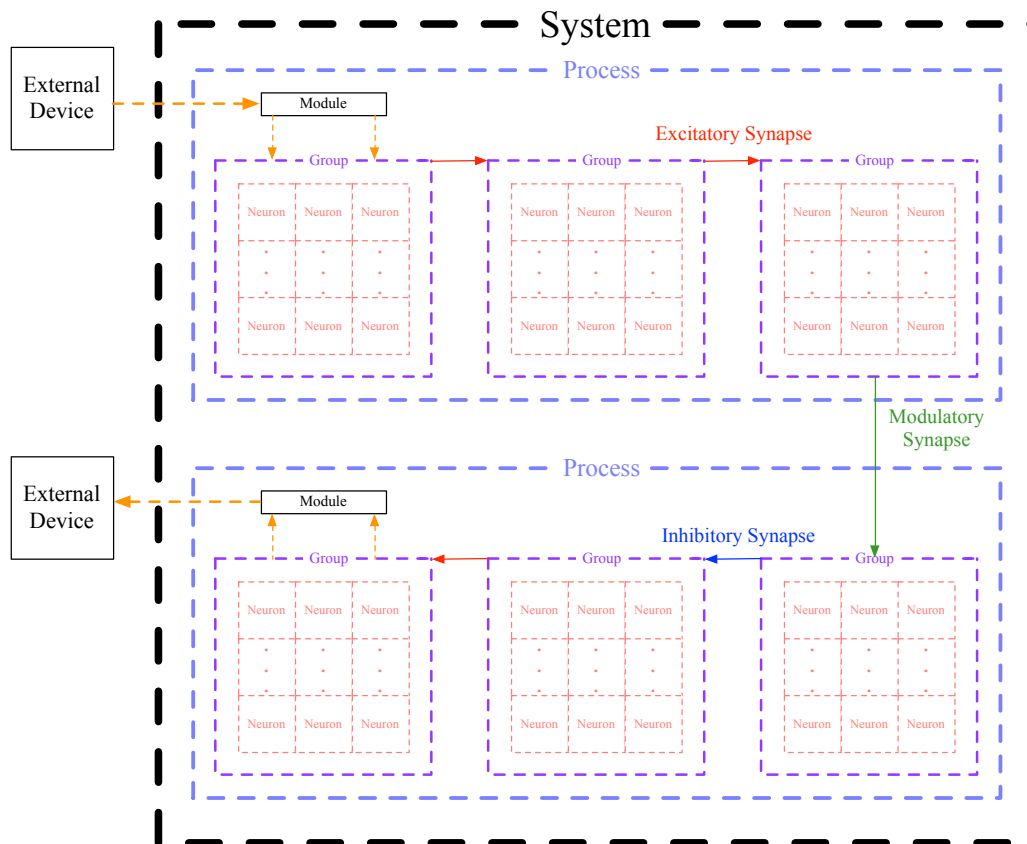 System
External
Device
Process
Module
Excitatory Synapse
Group
Group
Group
Neuron Neuron Neuron
Neuron Neuron Neuron
Neuron Neuron Neuron
Neuron Neuron Neuron
Neuron Neuron Neuron
Neuron Neuron Neuron
Modulatory
Synapse
External
Device
Process
Module
Inhibitory Synapse
Group
Group
Group
Neuron Neuron Neuron
Neuron Neuron Neuron
Neuron Neuron Neuron
Neuron Neuron Neuron
Neuron Neuron Neuron
Neuron Neuron Neuron